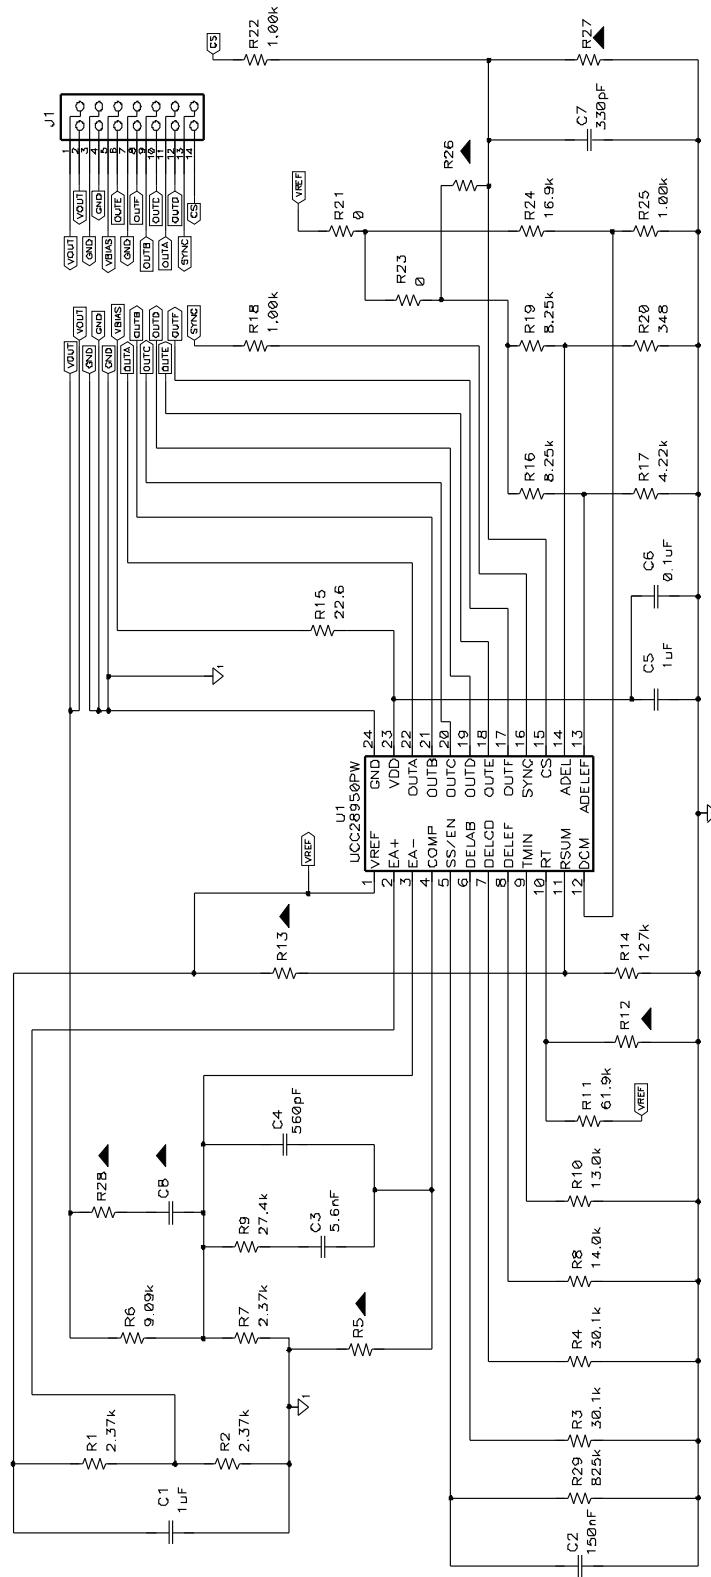 CS
R22
1.00k
R27
J1
1
2
3
4
5
6
7
8
9
10
11
12
13
14
VOUT
VOUT
GND
GND
VBIAS
OUTE
GND
OUTF
OUTB
OUTC
OUTA
OUTD
SYNC
CS
C7
330pF
R26
VREF
R21
0
R24
16.9k
R25
1.00k
R23
0
VOUT
VOUT
GND
GND
GND
VBIAS
OUTA
OUTB
OUTC
OUTD
OUTE
OUTF
SYNC
R18
1.00k
R19
8.25k
R20
348
R16
8.25k
R17
4.22k
R15
22.6
C6
0.1uF
C5
1uF
1
24
23
22
21
20
19
18
17
16
15
14
13
GND
VDD
OUTA
OUTB
OUTC
OUTD
OUTE
OUTF
SYNC
CS
ADEL
ADELEF
U1
UCC28950PW
VREF
EA+
EA-
COMP
SS/EN
DELAB
DELCD
DELEF
TMIN
RT
RSUM
DCM
1
2
3
4
5
6
7
8
9
10
11
12
VREF
R13
R14
127k
R12
R11
61.9k
VREF
C4
560pF
R28
C8
R9
27.4k
C3
5.6nF
R10
13.0k
R8
14.0k
R6
9.09k
R7
2.37k
R5
R4
30.1k
1
R1
2.37k
R2
2.37k
R3
30.1k
R29
825k
C1
1uF
C2
150nF